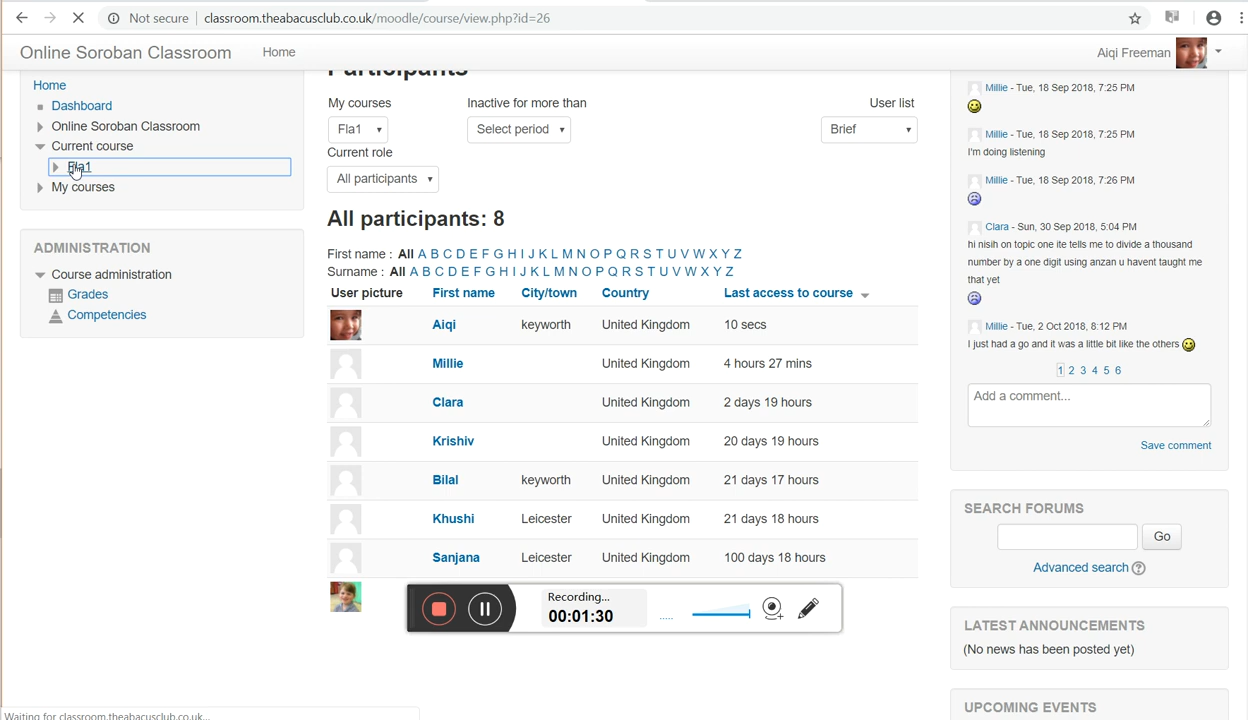 Not secure | classroom.theabacusclub.co.uk/moodle/course/view.php?id=26
Online Soroban Classroom
Home
Aiqi Freeman
Home
Dashboard
Online Soroban Classroom
Current course
Fla1
My courses
ADMINISTRATION
Course administration
Grades
Competencies
Participants
My courses
Inactive for more than
User list
Fla1
Select period
Brief
Current role
All participants
All participants: 8
First name : All A B C D E F G H I J K L M N O P Q R S T U V W X Y Z
Surname : All A B C D E F G H I J K L M N O P Q R S T U V W X Y Z
User picture First name City/town Country Last access to course
Aiqi keyworth United Kingdom 10 secs
Millie United Kingdom 4 hours 27 mins
Clara United Kingdom 2 days 19 hours
Krishiv United Kingdom 20 days 19 hours
Bilal keyworth United Kingdom 21 days 17 hours
Khushi Leicester United Kingdom 21 days 18 hours
Sanjana Leicester United Kingdom 100 days 18 hours
Recording...
00:01:30
Millie - Tue, 18 Sep 2018, 7:25 PM
Millie - Tue, 18 Sep 2018, 7:25 PM
I'm doing listening
Millie - Tue, 18 Sep 2018, 7:26 PM
Clara - Sun, 30 Sep 2018, 5:04 PM
hi nisih on topic one ite tells me to divide a thousand
number by a one digit using anzan u havent taught me
that yet
Millie - Tue, 2 Oct 2018, 8:12 PM
I just had a go and it was a little bit like the others
1 2 3 4 5 6
Add a comment...
Save comment
SEARCH FORUMS
Go
Advanced search
LATEST ANNOUNCEMENTS
(No news has been posted yet)
UPCOMING EVENTS
Waiting for classroom.theabacusclub.co.uk...